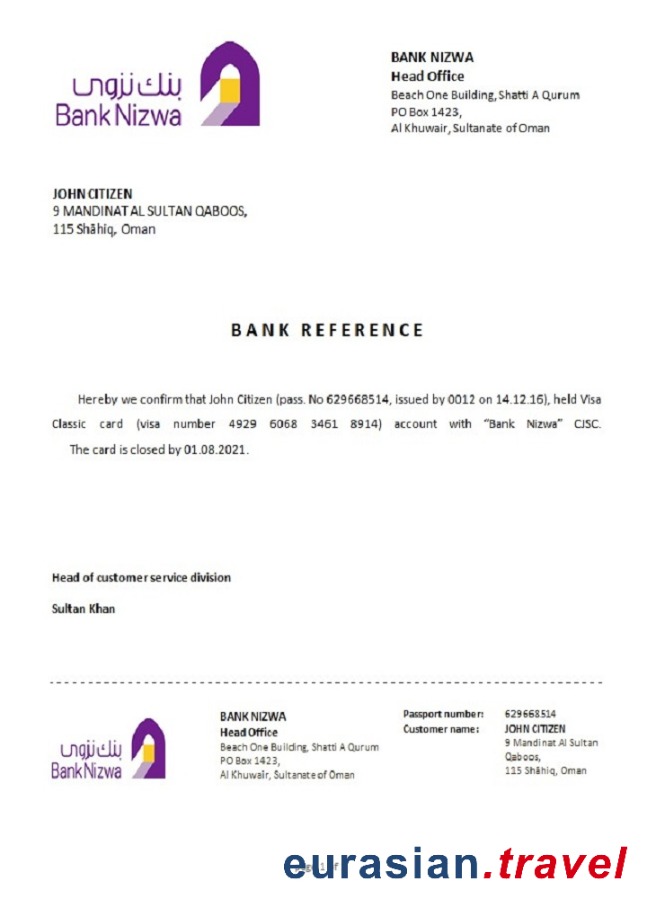 بنك نزوى
Bank Nizwa
BANK NIZWA
Head Office
Beach One Building, Shatti A Qurum
PO Box 1423,
Al Khuwair, Sultanate of Oman
JOHN CITIZEN
9 MANDINAT AL SULTAN QABOOS,
115 Shāhiq, Oman
BANK REFERENCE
Hereby we confirm that John Citizen (pass. No 629668514, issued by 0012 on 14.12.16), held Visa
Classic card (visa number 4929 6068 3461 8914) account with “Bank Nizwa” CJSC.
The card is closed by 01.08.2021.
Head of customer service division
Sultan Khan
بنك نزوى
Bank Nizwa
BANK NIZWA
Head Office
Beach One Building, Shatti A Qurum
PO Box 1423,
Al Khuwair, Sultanate of Oman
Passport number: 629668514
Customer name: JOHN CITIZEN
9 Mandinat Al Sultan
Qaboos,
115 Shāhiq, Oman
eurasian.travel